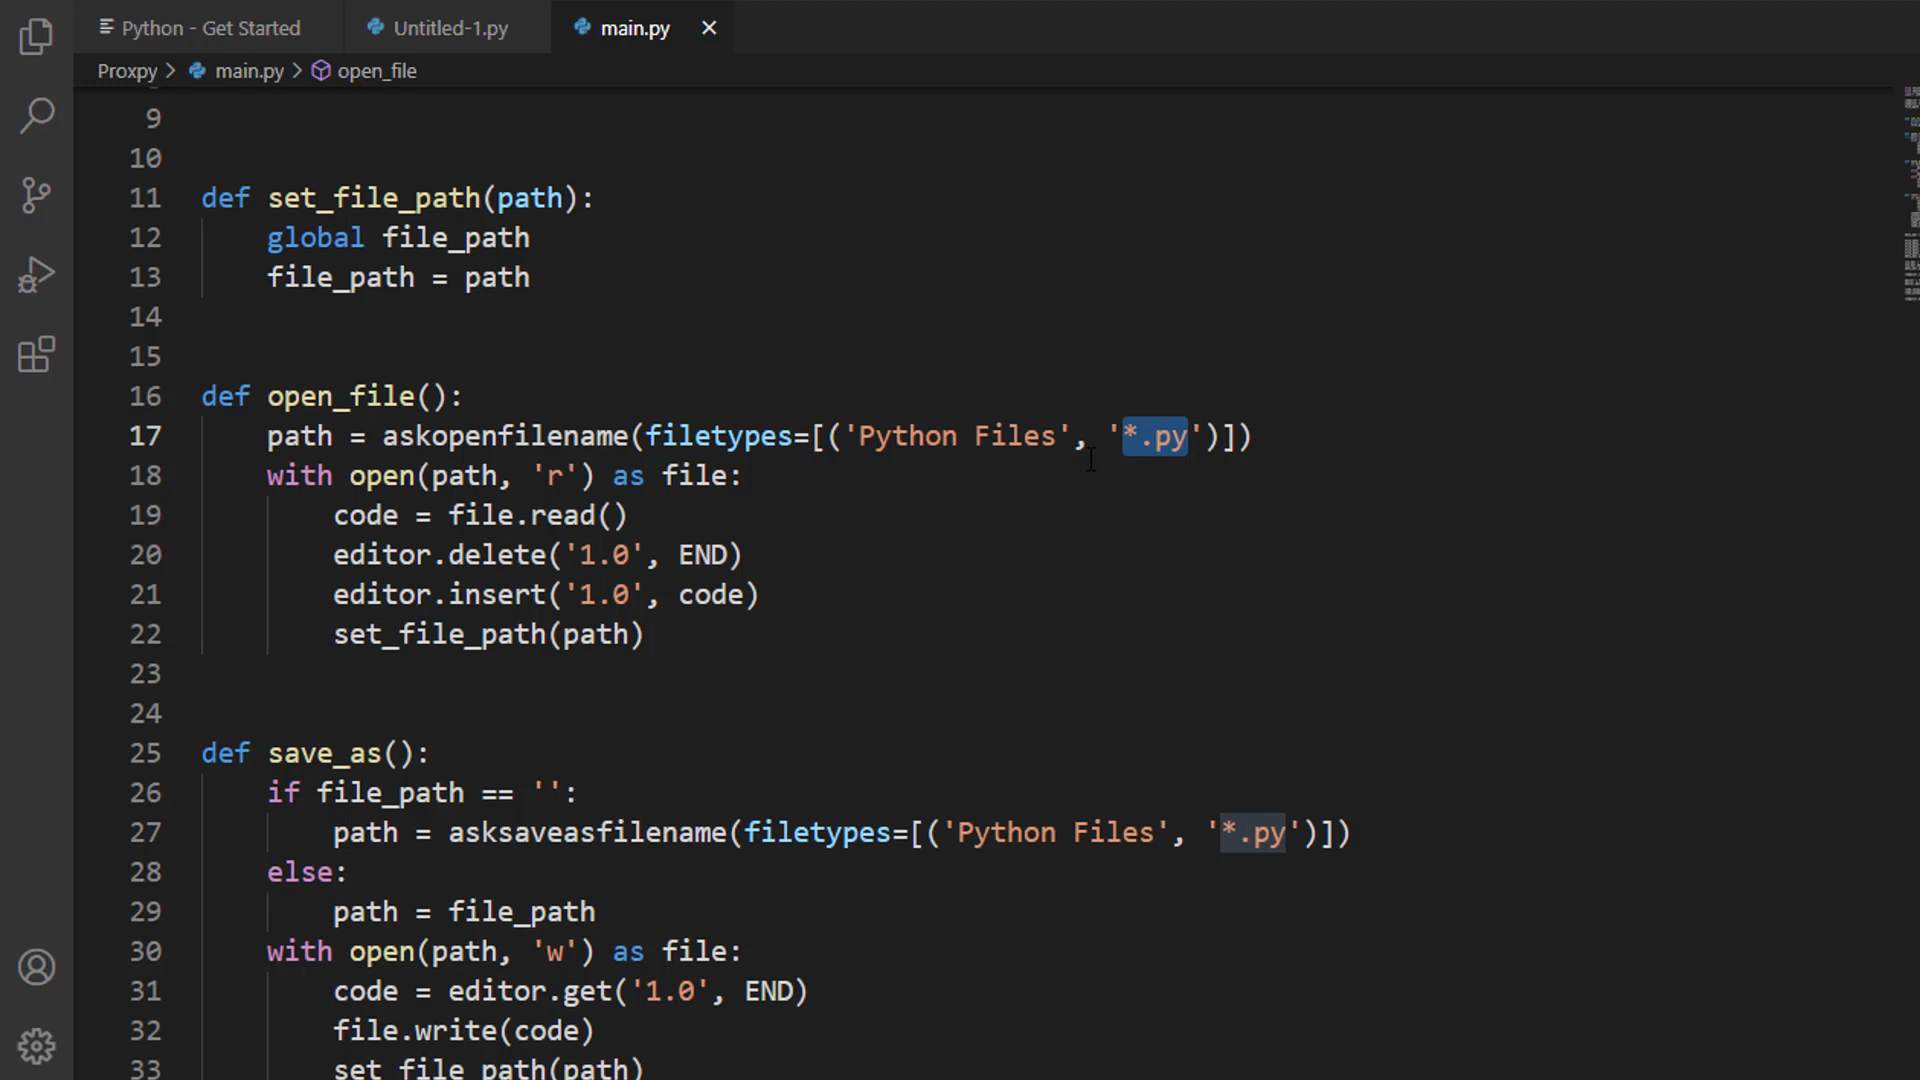 Python - Get Started Untitled-1.py main.py
Proxpy > main.py > open_file
9
10
11 def set_file_path(path):
12     global file_path
13     file_path = path
14
15
16 def open_file():
17     path = askopenfilename(filetypes=[('Python Files', '*.py')])
18     with open(path, 'r') as file:
19         code = file.read()
20         editor.delete('1.0', END)
21         editor.insert('1.0', code)
22         set_file_path(path)
23
24
25 def save_as():
26     if file_path == '':
27         path = asksaveasfilename(filetypes=[('Python Files', '*.py')])
28     else:
29         path = file_path
30     with open(path, 'w') as file:
31         code = editor.get('1.0', END)
32         file.write(code)
33         set_file_path(path)